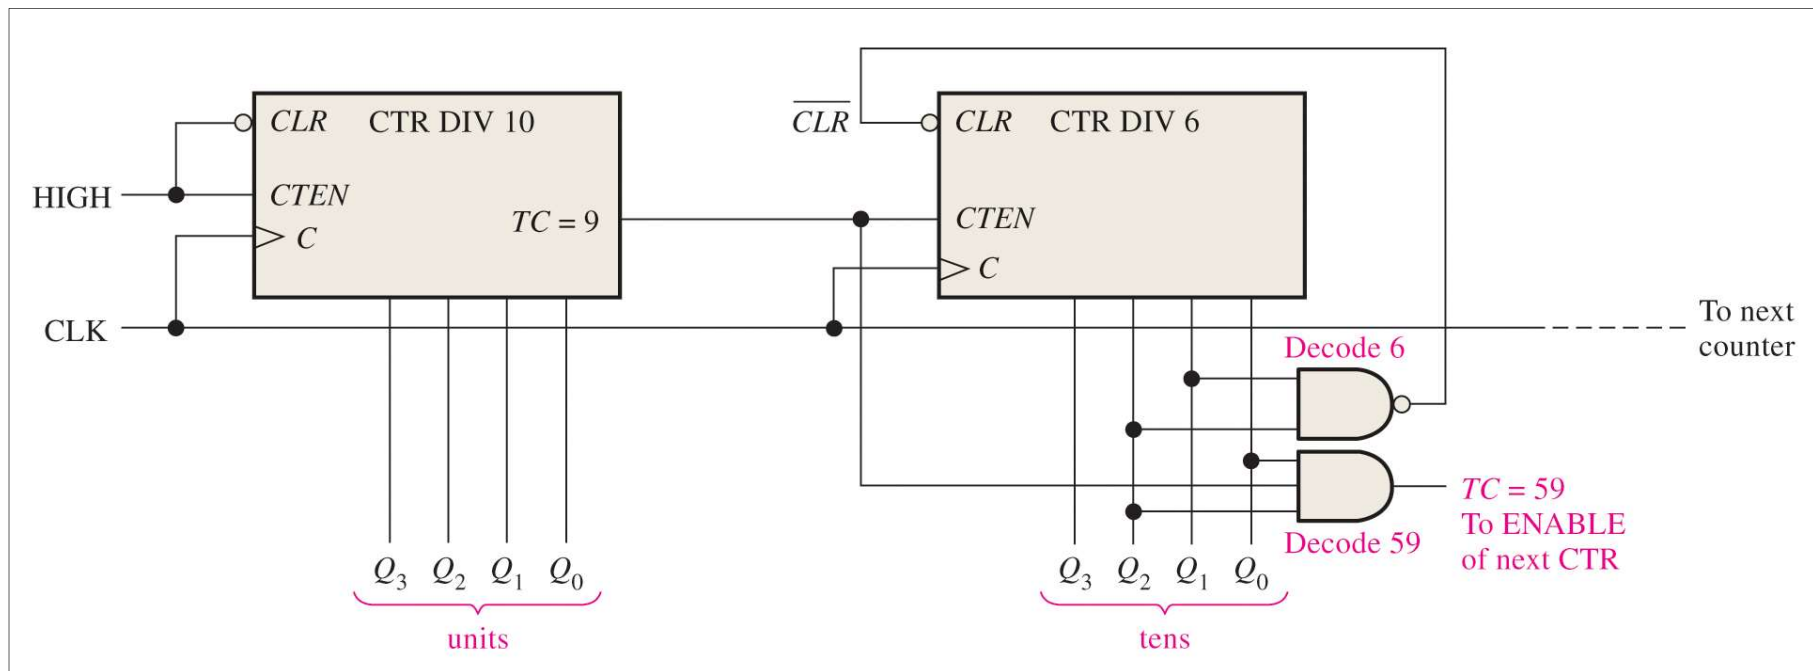 CLR CTR DIV 10
HIGH
CTEN
TC = 9
C
CLK
Q3 Q2 Q1 Q0
units
CLR
CLR CTR DIV 6
CTEN
C
To next
counter
Decode 6
TC = 59
To ENABLE
of next CTR
Decode 59
Q3 Q2 Q1 Q0
tens